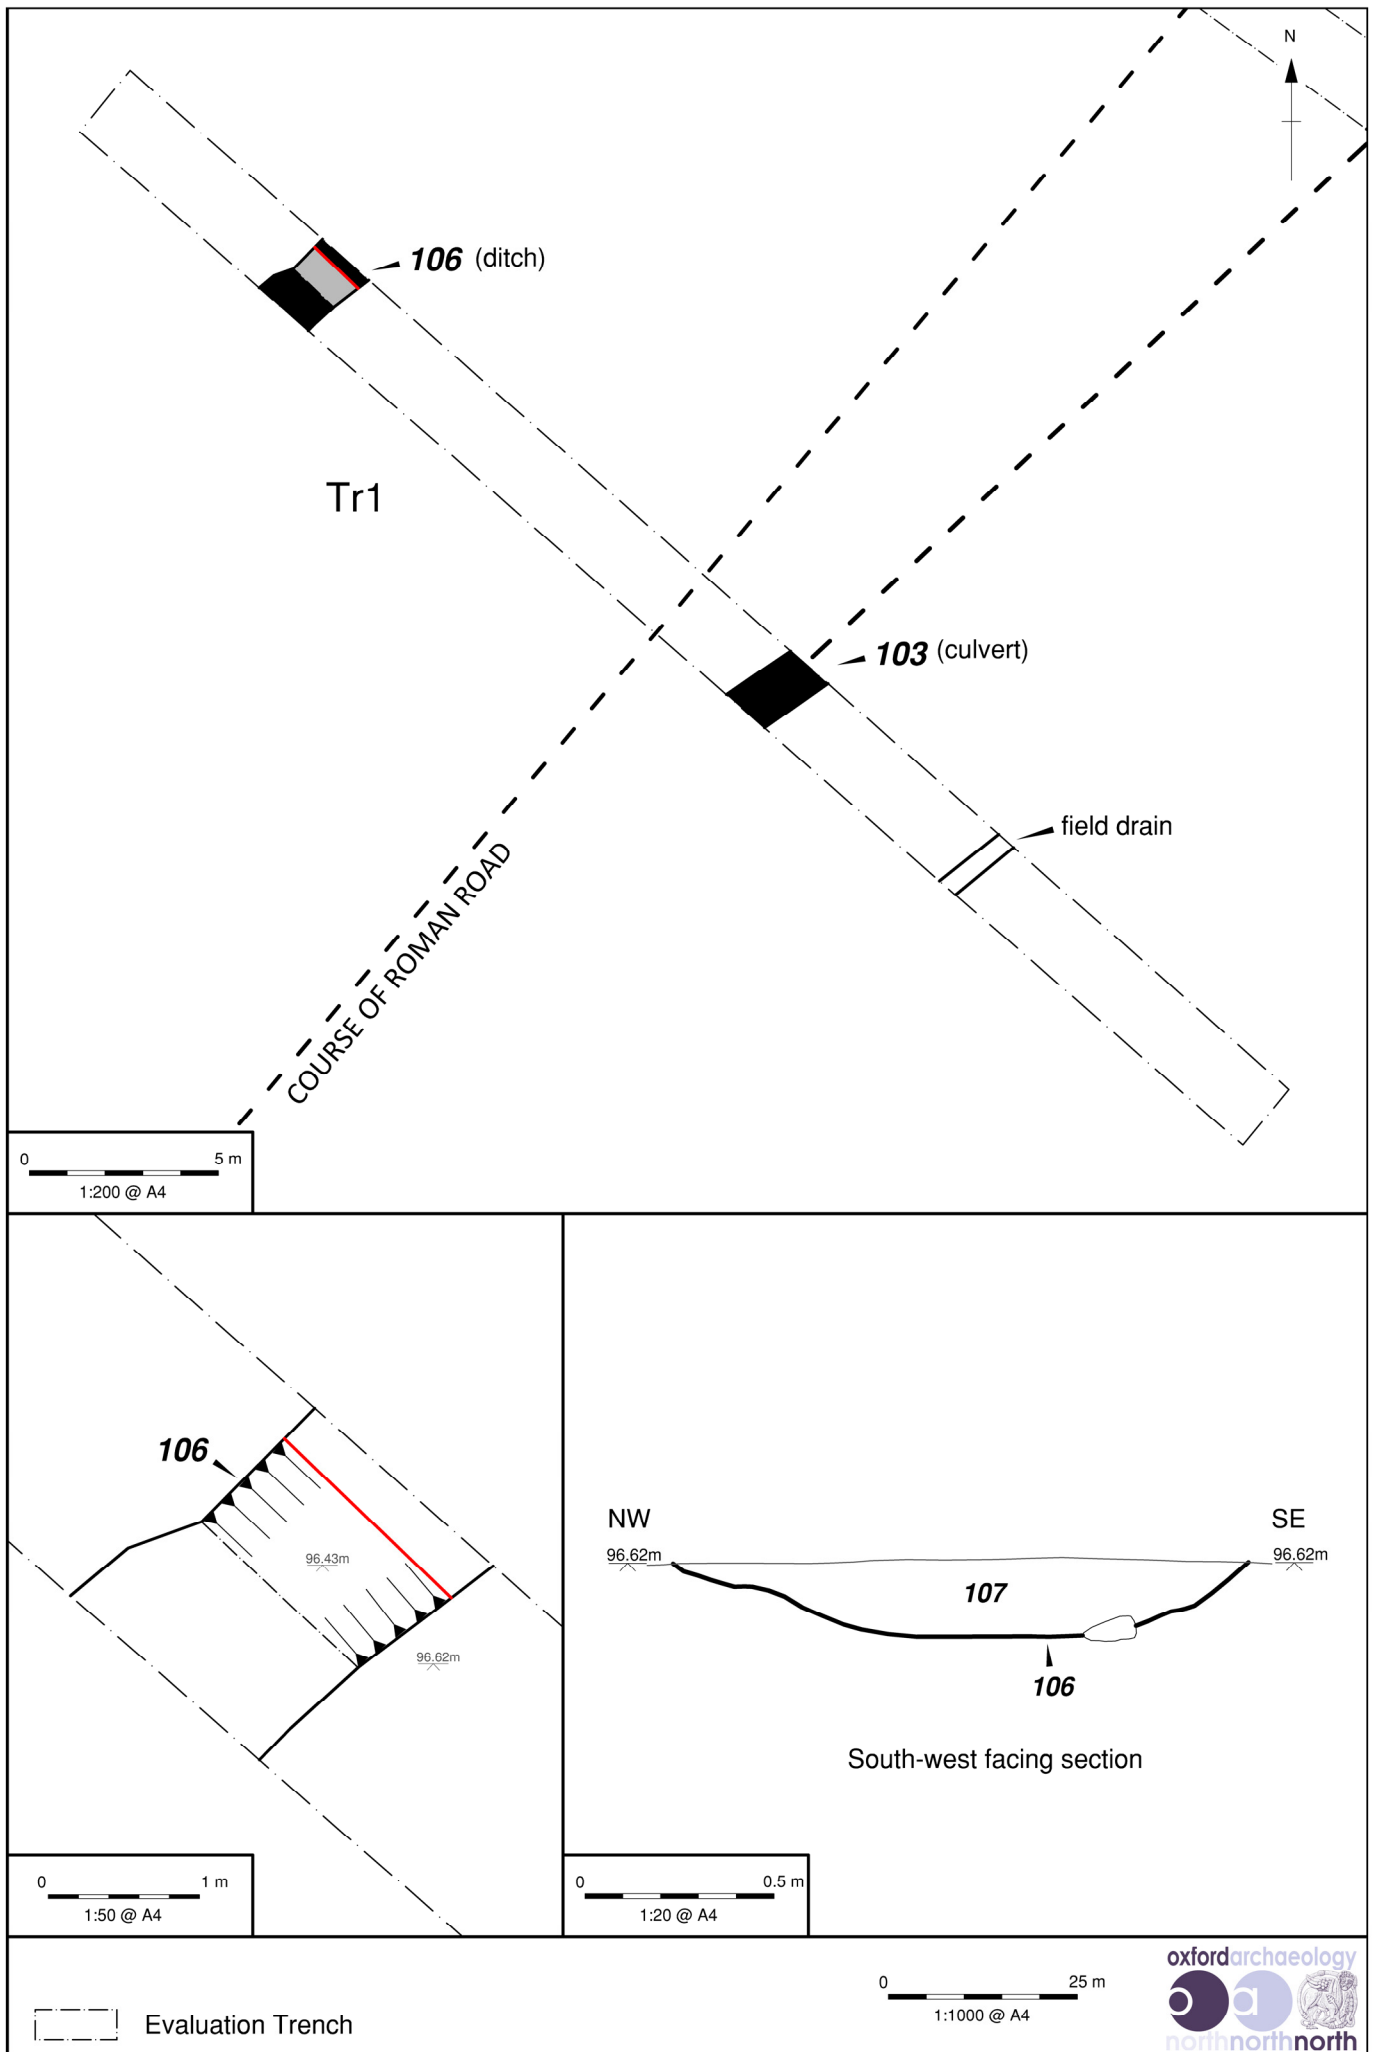 N
106 (ditch)
Tr1
103 (culvert)
field drain
COURSE OF ROMAN ROAD
0 5 m
1:200 @ A4
106
96.43m
96.62m
0 1 m
1:50 @ A4
NW SE
96.62m 96.62m
107
106
South-west facing section
0 0.5 m
1:20 @ A4
Evaluation Trench
0 25 m
1:1000 @ A4
oxfordarchaeology
o a
northnorthnorth